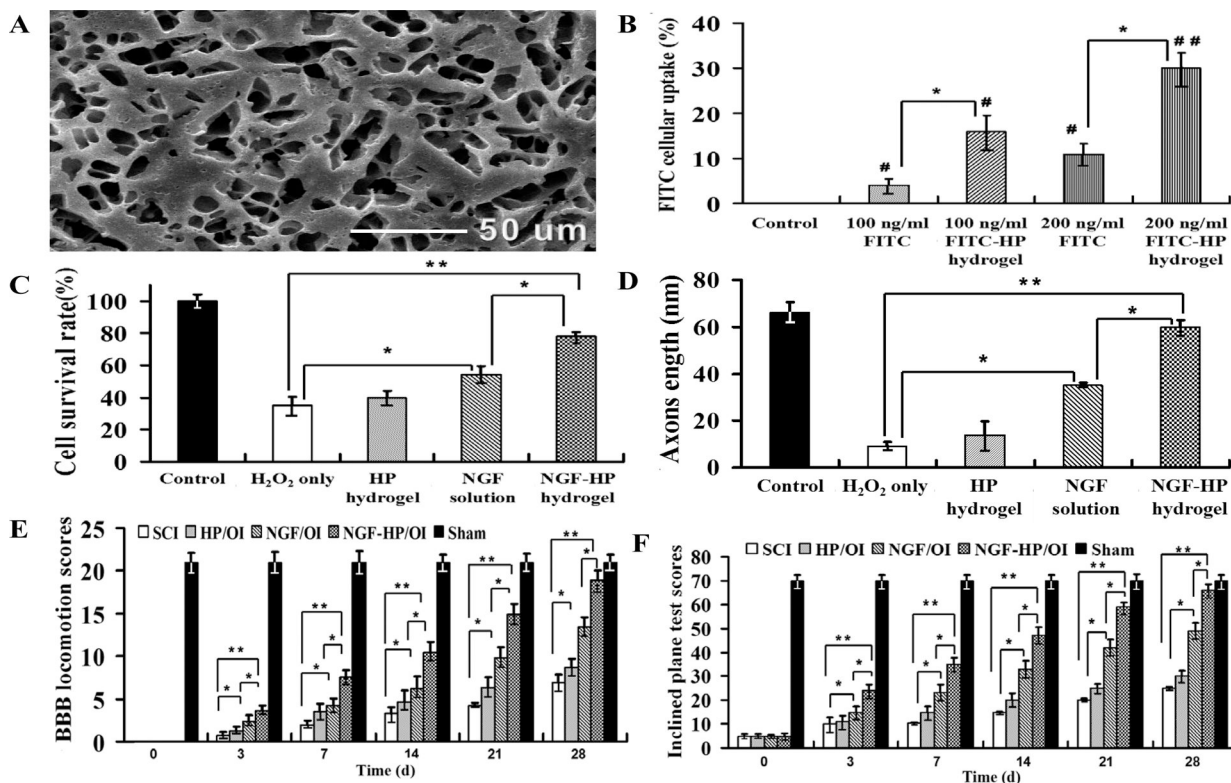 A
50 um
B
FITC cellular uptake (%)
40
30
20
10
0
*
*
#
#
#
# #
Control
100 ng/ml
FITC
100 ng/ml
FITC-HP
hydrogel
200 ng/ml
FITC
200 ng/ml
FITC-HP
hydrogel
C
Cell survival rate(%)
100
80
60
40
20
0
**
*
*
Control
H₂O₂ only
HP
hydrogel
NGF
solution
NGF-HP
hydrogel
D
Axons ength (nm)
80
60
40
20
0
**
*
*
Control
H₂O₂ only
HP
hydrogel
NGF
solution
NGF-HP
hydrogel
E
BBB locomotion scores
25
20
15
10
5
0
SCI HP/OI NGF/OI NGF-HP/OI Sham
**
*
*
**
*
*
**
*
*
**
*
*
**
*
*
0 3 7 14 21 28
Time (d)
F
Inclined plane test scores
80
70
60
50
40
30
20
10
0
SCI HP/OI NGF/OI NGF-HP/OI Sham
**
*
*
**
*
*
**
*
*
**
*
*
**
*
*
0 3 7 14 21 28
Time (d)